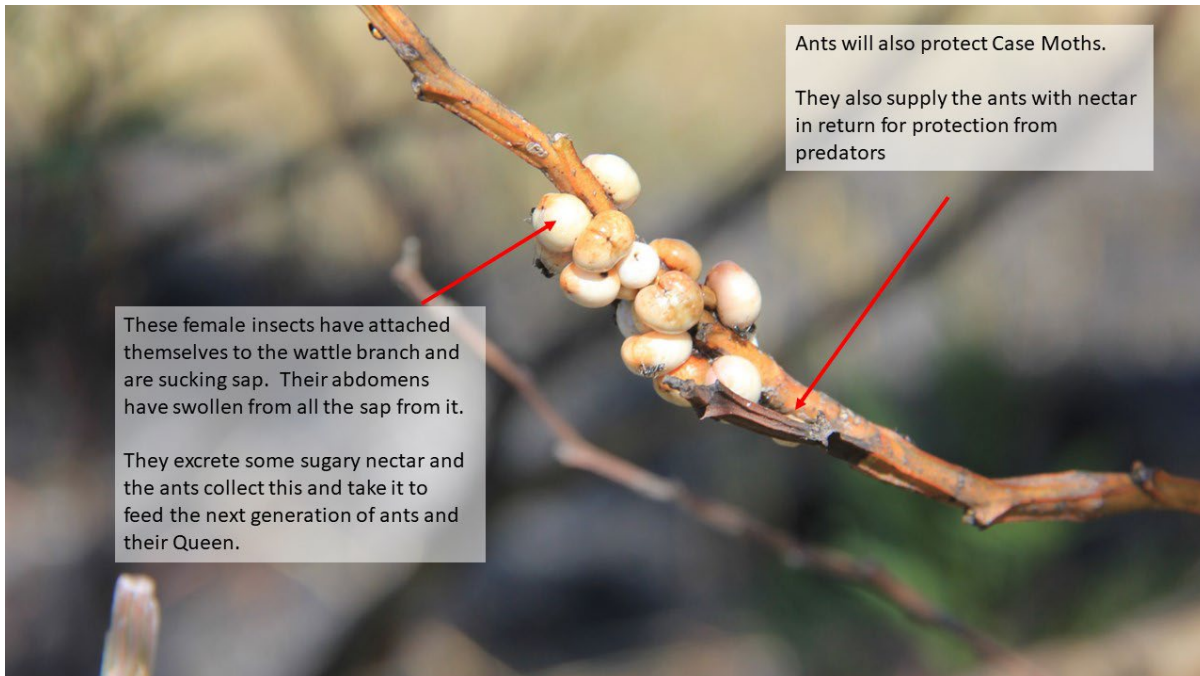 Ants will also protect Case Moths.
They also supply the ants with nectar
in return for protection from
predators
These female insects have attached
themselves to the wattle branch and
are sucking sap.  Their abdomens
have swollen from all the sap from it.
They excrete some sugary nectar and
the ants collect this and take it to
feed the next generation of ants and
their Queen.